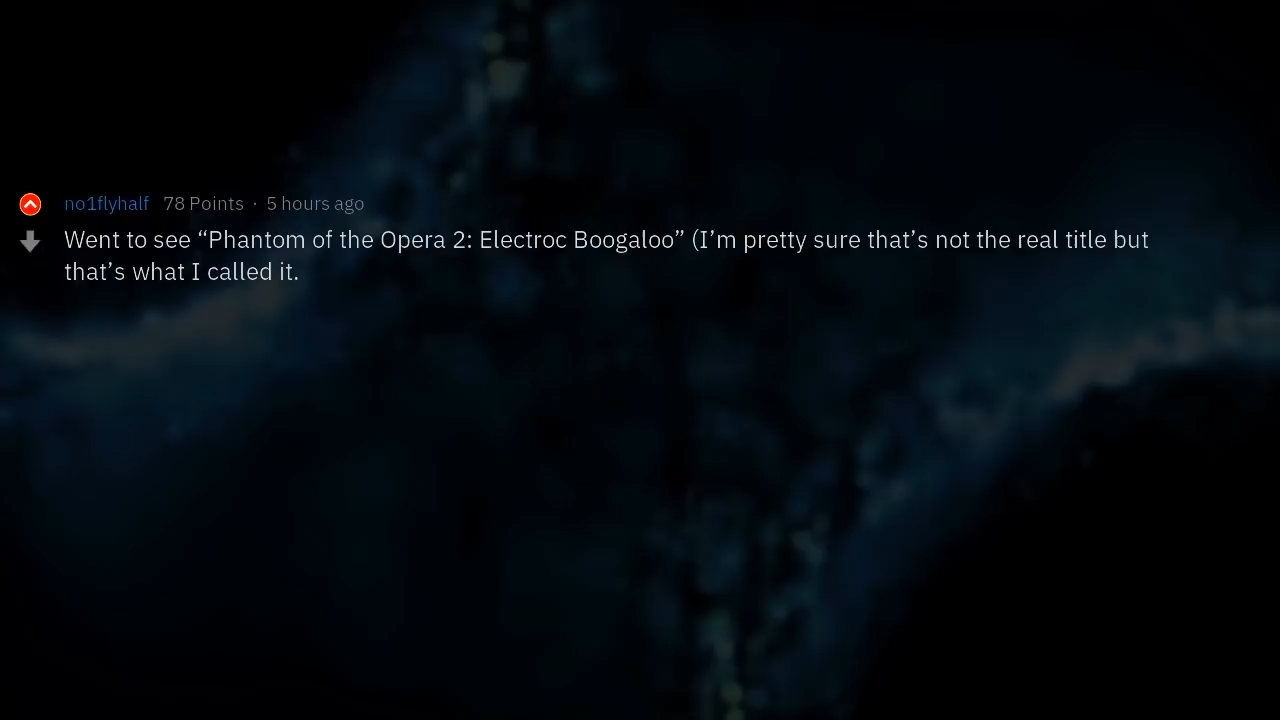 no1flyhalf 78 Points · 5 hours ago
Went to see “Phantom of the Opera 2: Electroc Boogaloo” (I’m pretty sure that’s not the real title but
that’s what I called it.